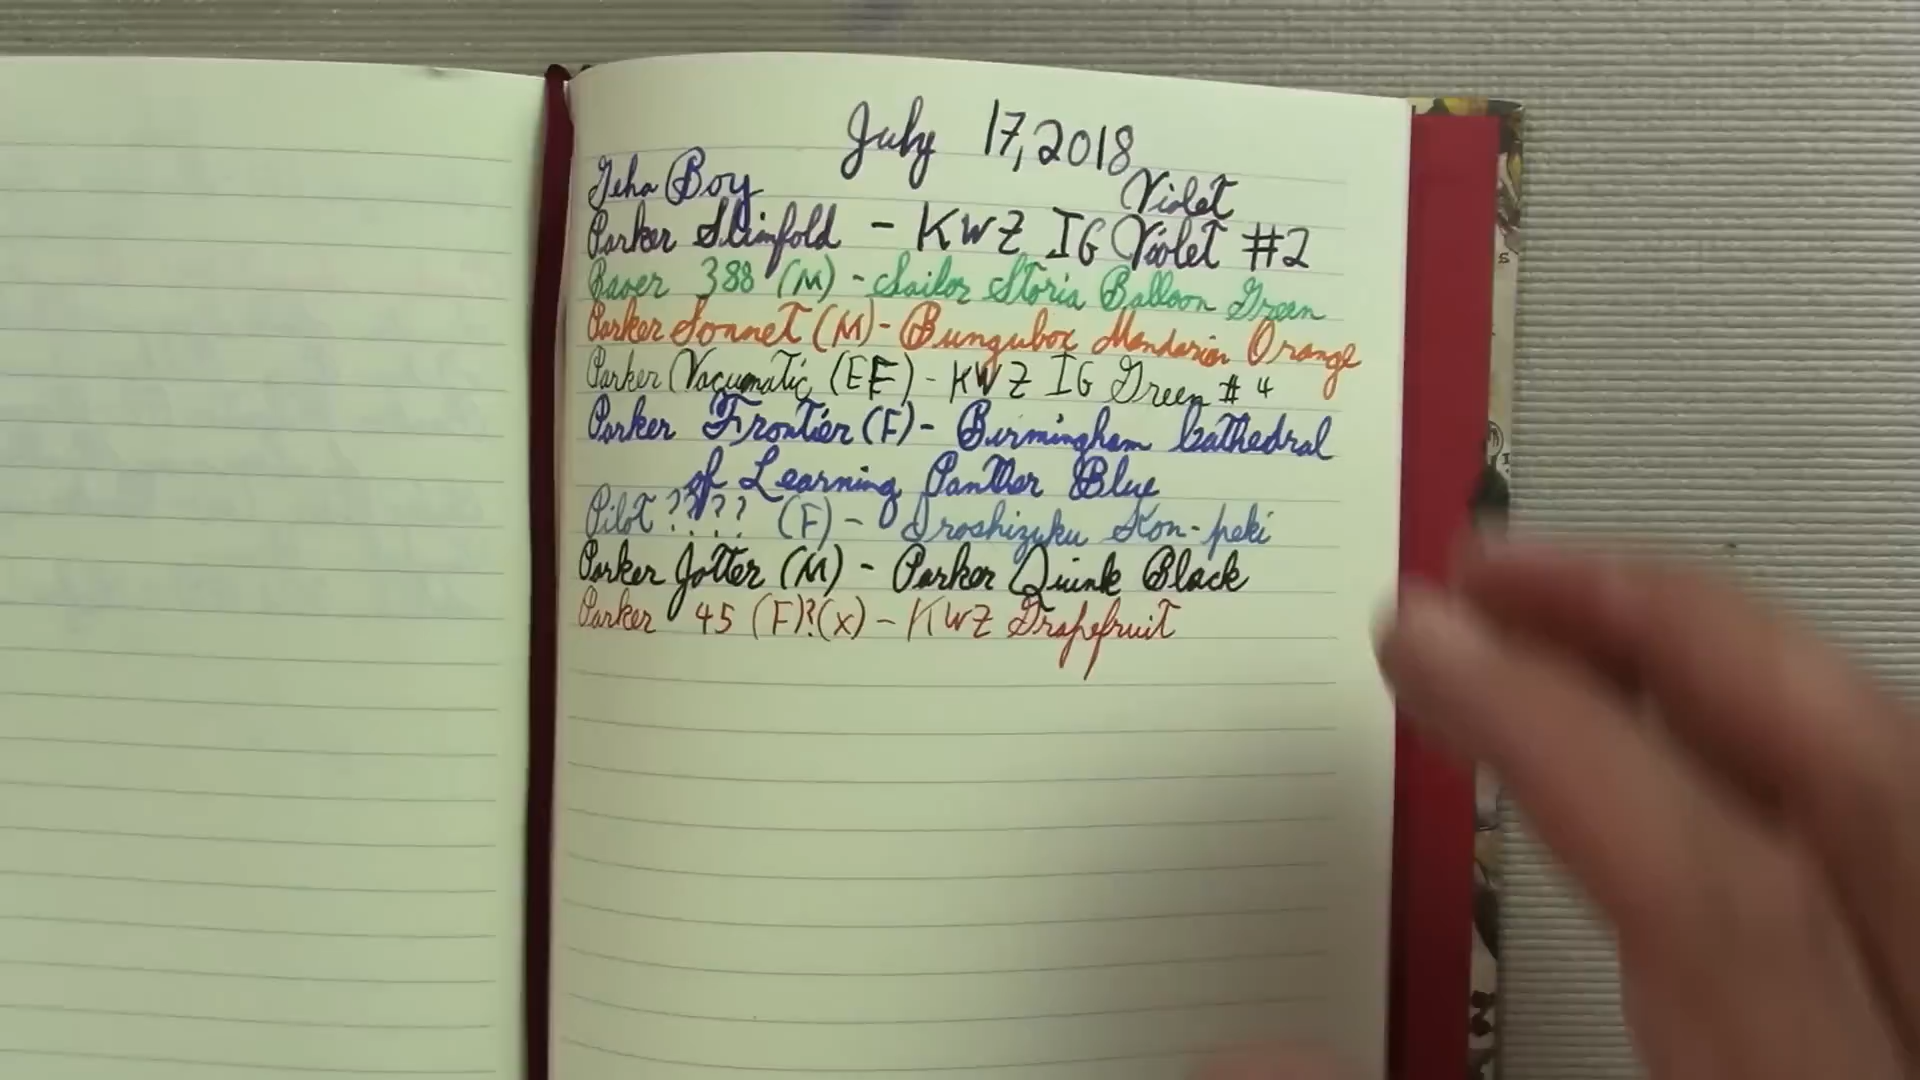 July 17, 2018
Geha Boy
Violet
Parker Slimfold - KWZ IG Violet #2
Baoer 388 (M) - Sailor Storia Balloon Green
Parker Sonnet (M) - Bungubox Mandarin Orange
Parker Vacumatic (EF) - KWZ IG Green #4
Parker Frontier (F) - Birmingham Cathedral
of Learning Panther Blue
Pilot ???? (F) - Iroshizuku Kon-peki
Parker Jotter (M) - Parker Quink Black
Parker 45 (F)?(x) - KWZ Grapefruit